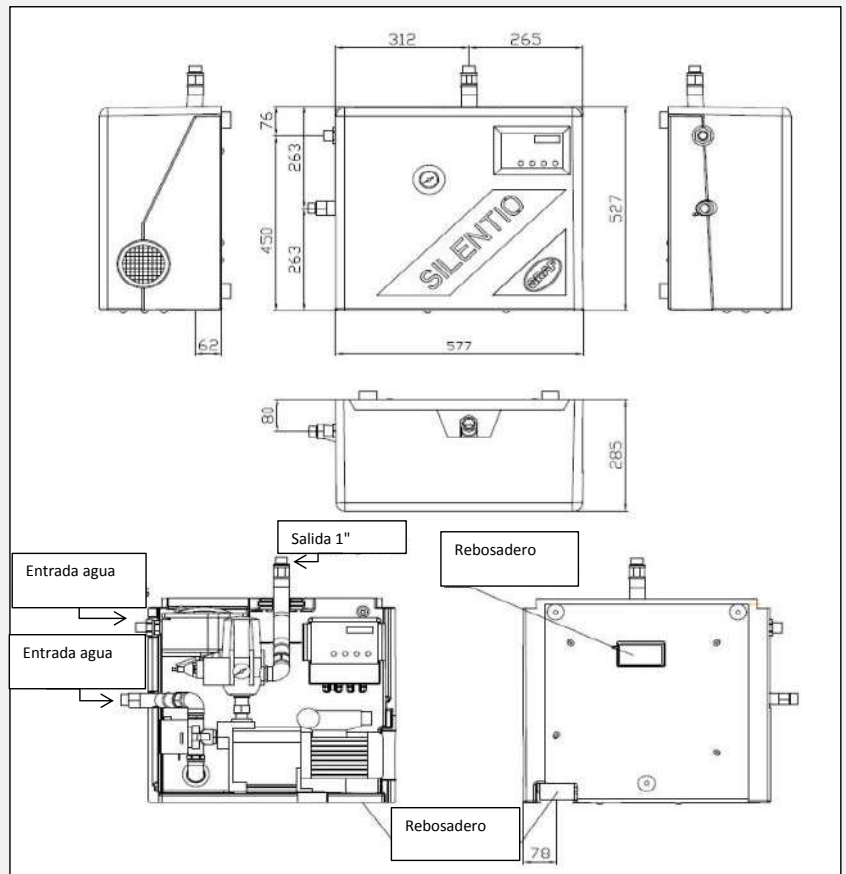 312
265
76
263
450
263
527
SILENTIO
GRAF
62
577
80
285
Salida 1"
Rebosadero
Entrada agua
Entrada agua
Rebosadero
78